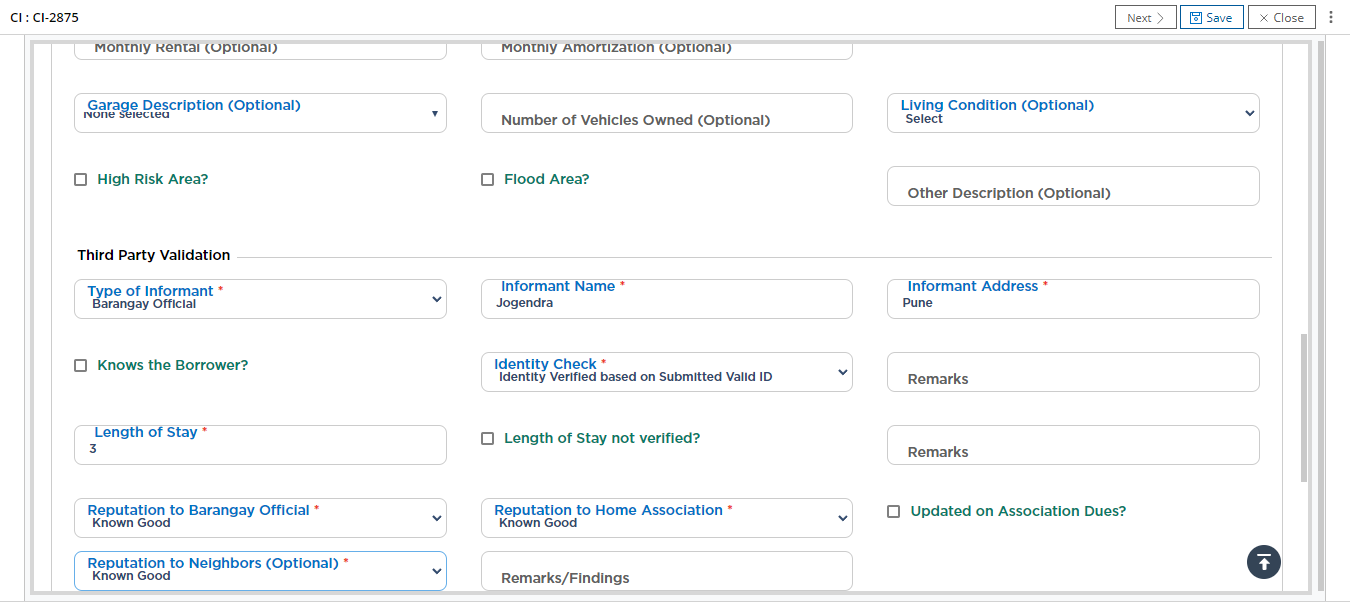 CI : CI-2875
Next
Save
Close
Monthly Rental (Optional)
Monthly Amortization (Optional)
Garage Description (Optional)
None selected
Number of Vehicles Owned (Optional)
Living Condition (Optional)
Select
High Risk Area?
Flood Area?
Other Description (Optional)
Third Party Validation
Type of Informant *
Barangay Official
Informant Name *
Jogendra
Informant Address *
Pune
Knows the Borrower?
Identity Check *
Identity Verified based on Submitted Valid ID
Remarks
Length of Stay *
3
Length of Stay not verified?
Remarks
Reputation to Barangay Official *
Known Good
Reputation to Home Association *
Known Good
Updated on Association Dues?
Reputation to Neighbors (Optional) *
Known Good
Remarks/Findings